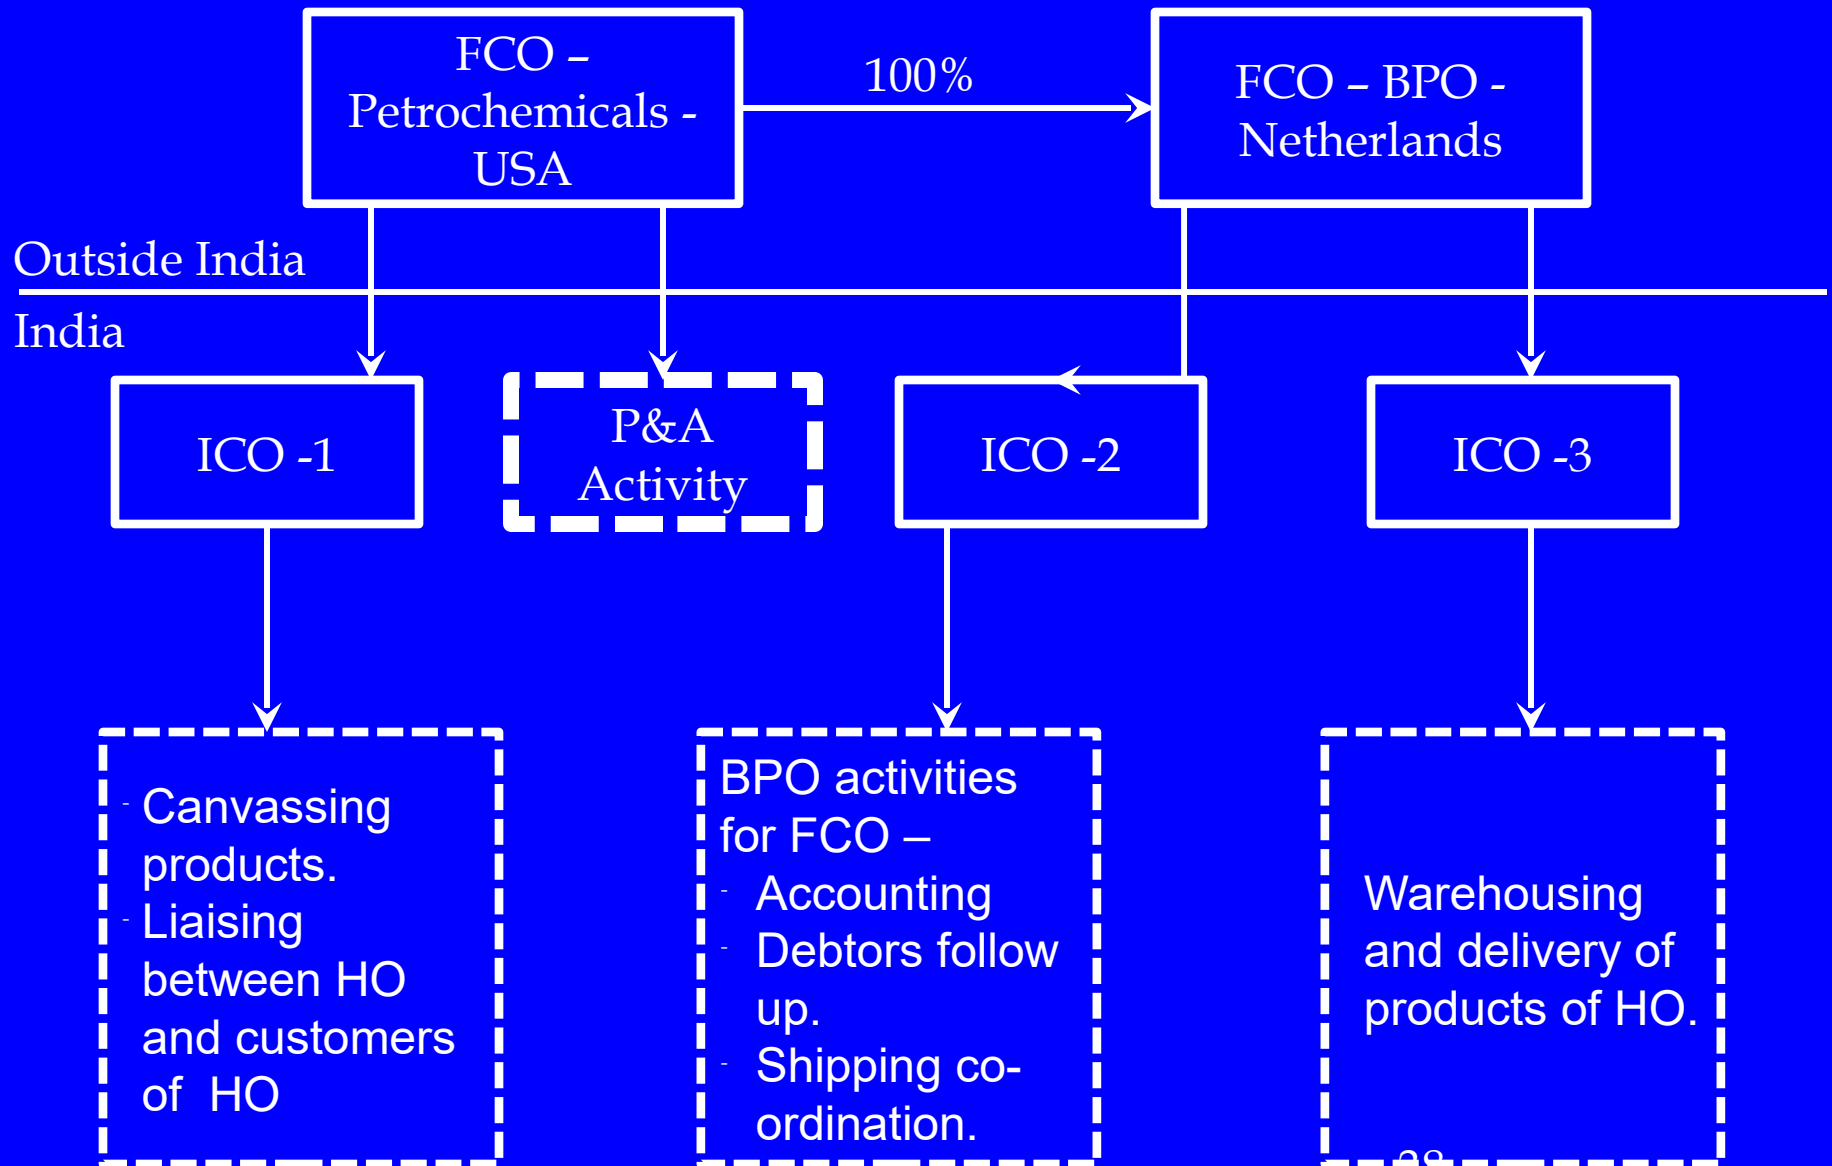 FCO –
Petrochemicals -
USA
100%
FCO – BPO -
Netherlands
Outside India
India
ICO -1
P&A
Activity
ICO -2
ICO -3
- Canvassing
products.
- Liaising
between HO
and customers
of HO
BPO activities
for FCO –
- Accounting
- Debtors follow
up.
- Shipping co-
ordination.
Warehousing
and delivery of
products of HO.